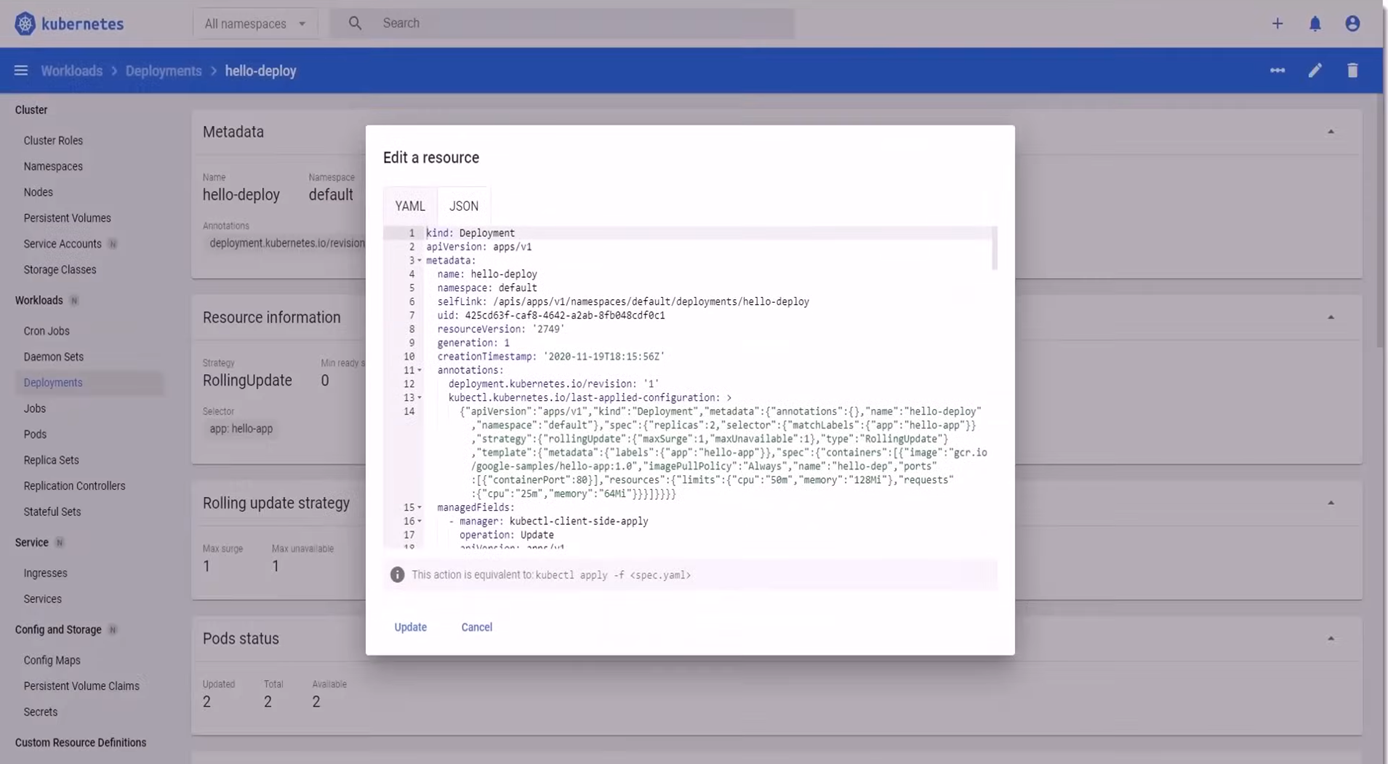 kubernetes
All namespaces
Search
Workloads > Deployments > hello-deploy
Cluster
Cluster Roles
Namespaces
Nodes
Persistent Volumes
Service Accounts N
Storage Classes
Workloads N
Cron Jobs
Daemon Sets
Deployments
Jobs
Pods
Replica Sets
Replication Controllers
Stateful Sets
Service N
Ingresses
Services
Config and Storage N
Config Maps
Persistent Volume Claims
Secrets
Custom Resource Definitions
Metadata
Name Namespace
hello-deploy default
Annotations
deployment.kubernetes.io/revision
Resource information
Strategy Min ready s
RollingUpdate 0
Selector
app: hello-app
Rolling update strategy
Max surge Max unavailable
1 1
Pods status
Updated Total Available
2 2 2
Edit a resource
YAML JSON
1 kind: Deployment
2 apiVersion: apps/v1
3 metadata:
4 name: hello-deploy
5 namespace: default
6 selfLink: /apis/apps/v1/namespaces/default/deployments/hello-deploy
7 uid: 425cd63f-caf8-4642-a2ab-8fb048cdf0c1
8 resourceVersion: '2749'
9 generation: 1
10 creationTimestamp: '2020-11-19T18:15:56Z'
11 annotations:
12 deployment.kubernetes.io/revision: '1'
13 kubectl.kubernetes.io/last-applied-configuration: >
14 {"apiVersion":"apps/v1","kind":"Deployment","metadata":{"annotations":{},"name":"hello-deploy"
,"namespace":"default"},"spec":{"replicas":2,"selector":{"matchLabels":{"app":"hello-app"}}
,"strategy":{"rollingUpdate":{"maxSurge":1,"maxUnavailable":1},"type":"RollingUpdate"}
,"template":{"metadata":{"labels":{"app":"hello-app"}},"spec":{"containers":[{"image":"gcr.io
/google-samples/hello-app:1.0","imagePullPolicy":"Always","name":"hello-dep","ports"
:[{"containerPort":80}],"resources":{"limits":{"cpu":"50m","memory":"128Mi"},"requests"
:{"cpu":"25m","memory":"64Mi"}}}]}}}}
15 managedFields:
16 - manager: kubectl-client-side-apply
17 operation: Update
18 apiVersion: apps/v1
This action is equivalent to: kubectl apply -f <spec.yaml>
Update Cancel